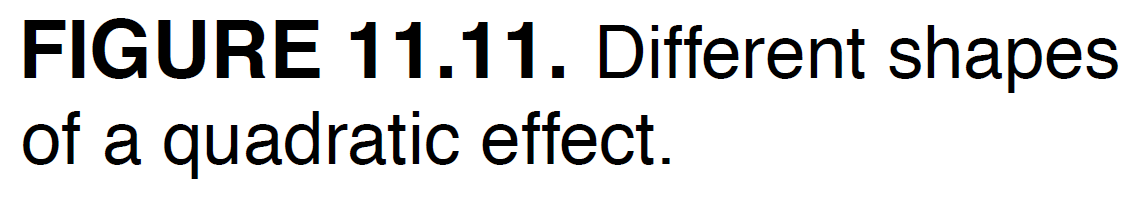 FIGURE 11.11. Different shapes
of a quadratic effect.